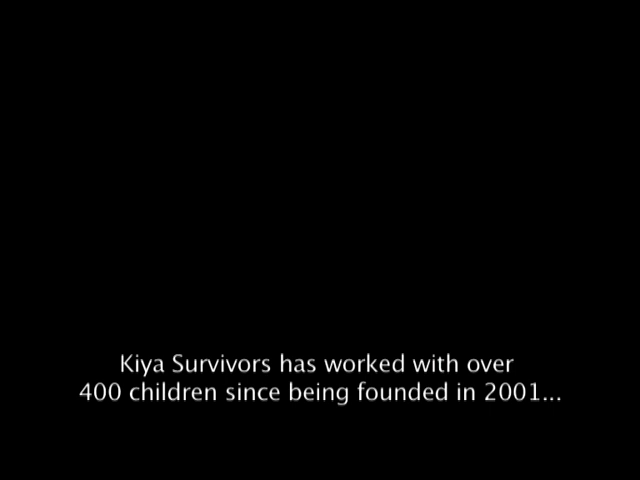 Kiya Survivors has worked with over
400 children since being founded in 2001...